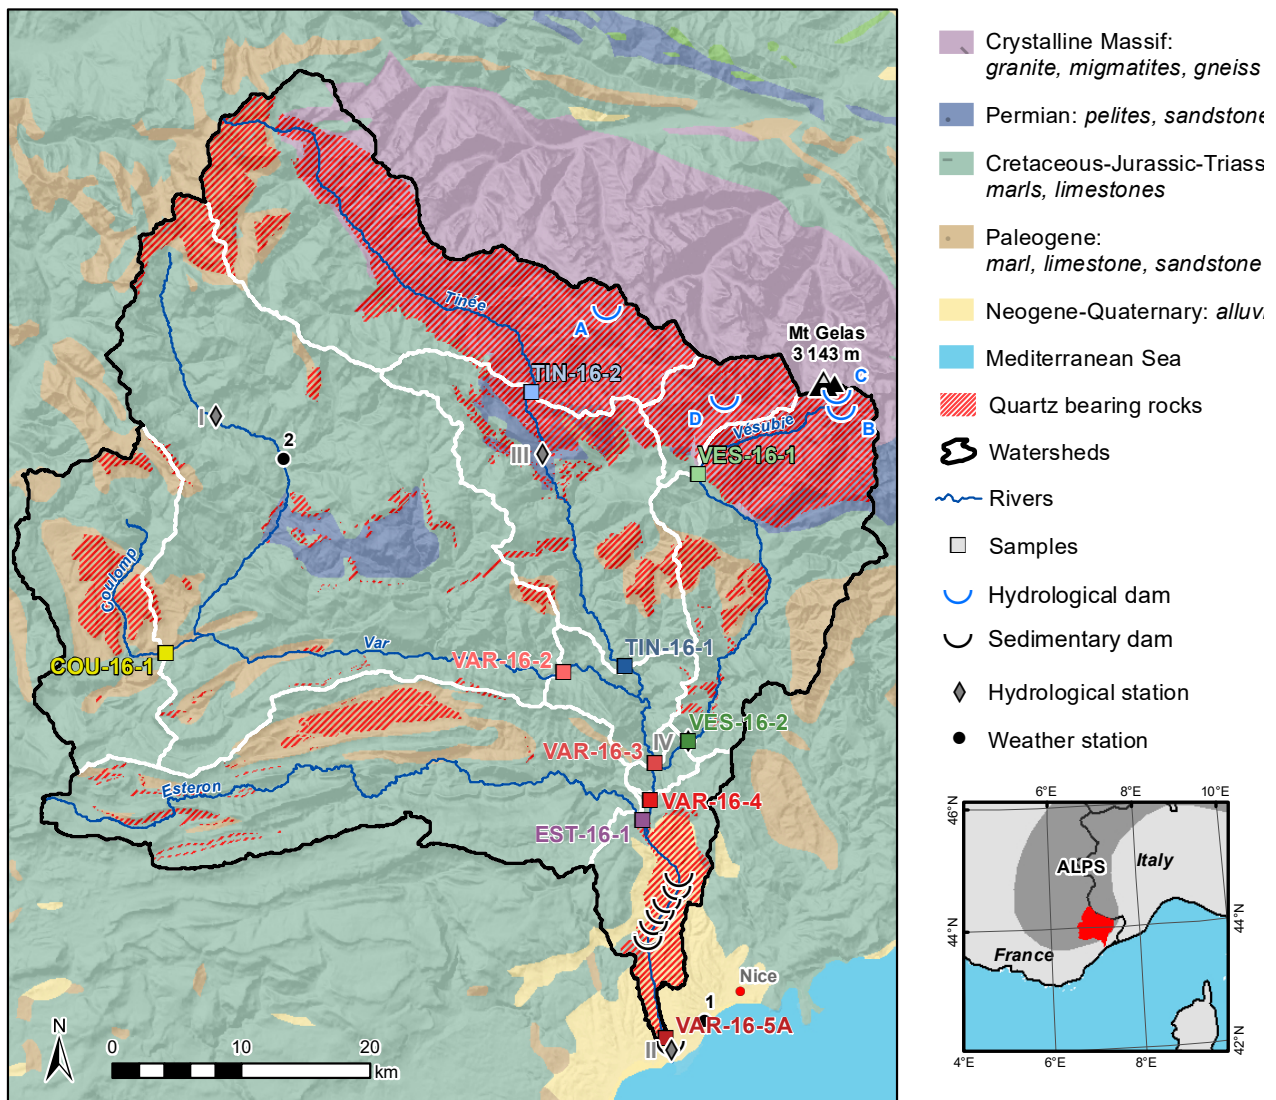 Crystalline Massif:
granite, migmatites, gneiss
Permian: pelites, sandstone
Cretaceous-Jurassic-Triass
marls, limestones
Paleogene:
marl, limestone, sandstone
Neogene-Quaternary: alluvi
Mediterranean Sea
Quartz bearing rocks
Watersheds
Rivers
Samples
Hydrological dam
Sedimentary dam
Hydrological station
Weather station
Tinée
A
Mt Gelas
3 143 m
C
TIN-16-2
D
Vésubie
B
I
2
III
VES-16-1
Coulomp
COU-16-1
Var
VAR-16-2
TIN-16-1
VES-16-2
VAR-16-3
IV
Esteron
VAR-16-4
EST-16-1
Nice
1
VAR-16-5A
II
N
0
10
20
km
6°E
8°E
10°E
46°N
ALPS
Italy
44°N
44°N
France
42°N
4°E
6°E
8°E